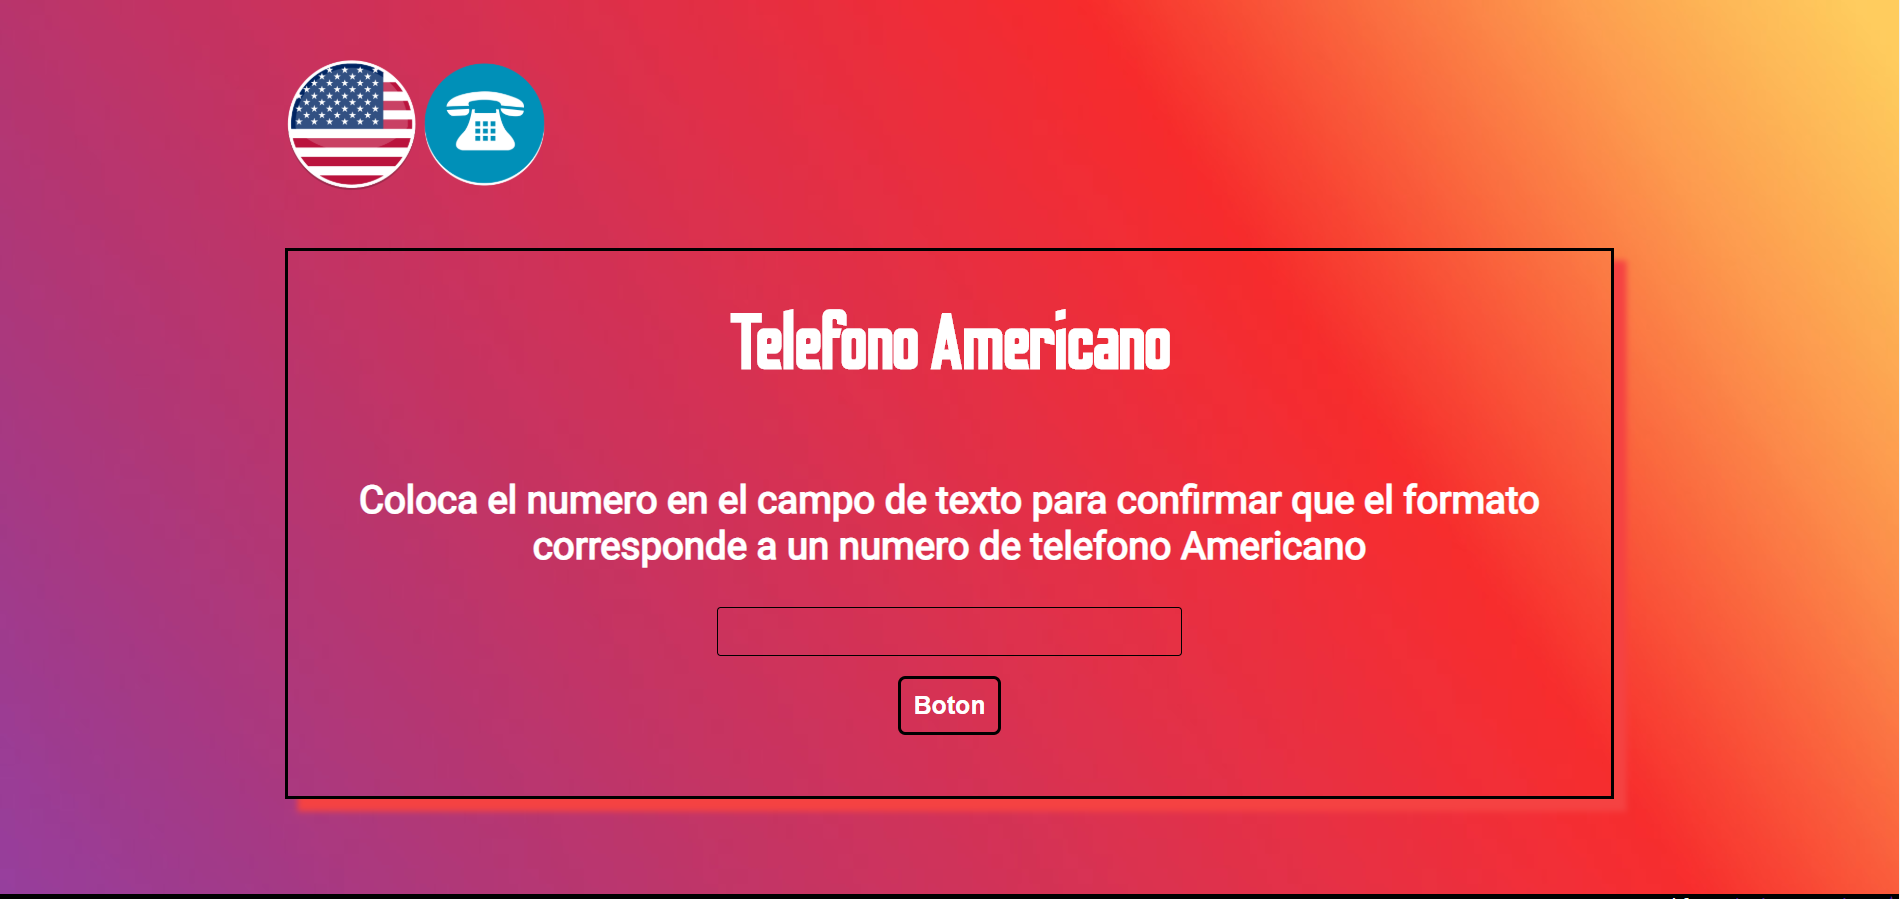 Telefono Americano
Coloca el numero en el campo de texto para confirmar que el formato
corresponde a un numero de telefono Americano
Boton